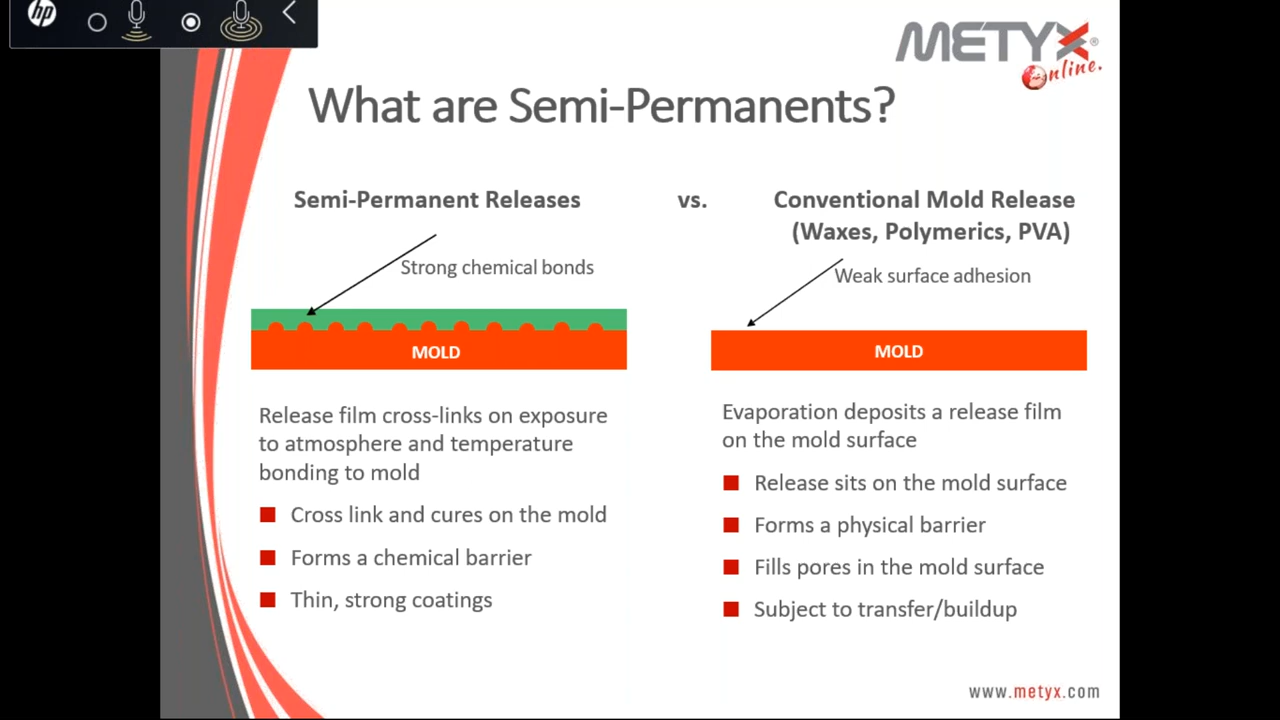 hp
METYX®
Online.
What are Semi-Permanents?
Semi-Permanent Releases
vs.
Conventional Mold Release
(Waxes, Polymerics, PVA)
Strong chemical bonds
Weak surface adhesion
MOLD
MOLD
Release film cross-links on exposure
to atmosphere and temperature
bonding to mold
Cross link and cures on the mold
Forms a chemical barrier
Thin, strong coatings
Evaporation deposits a release film
on the mold surface
Release sits on the mold surface
Forms a physical barrier
Fills pores in the mold surface
Subject to transfer/buildup
www.metyx.com